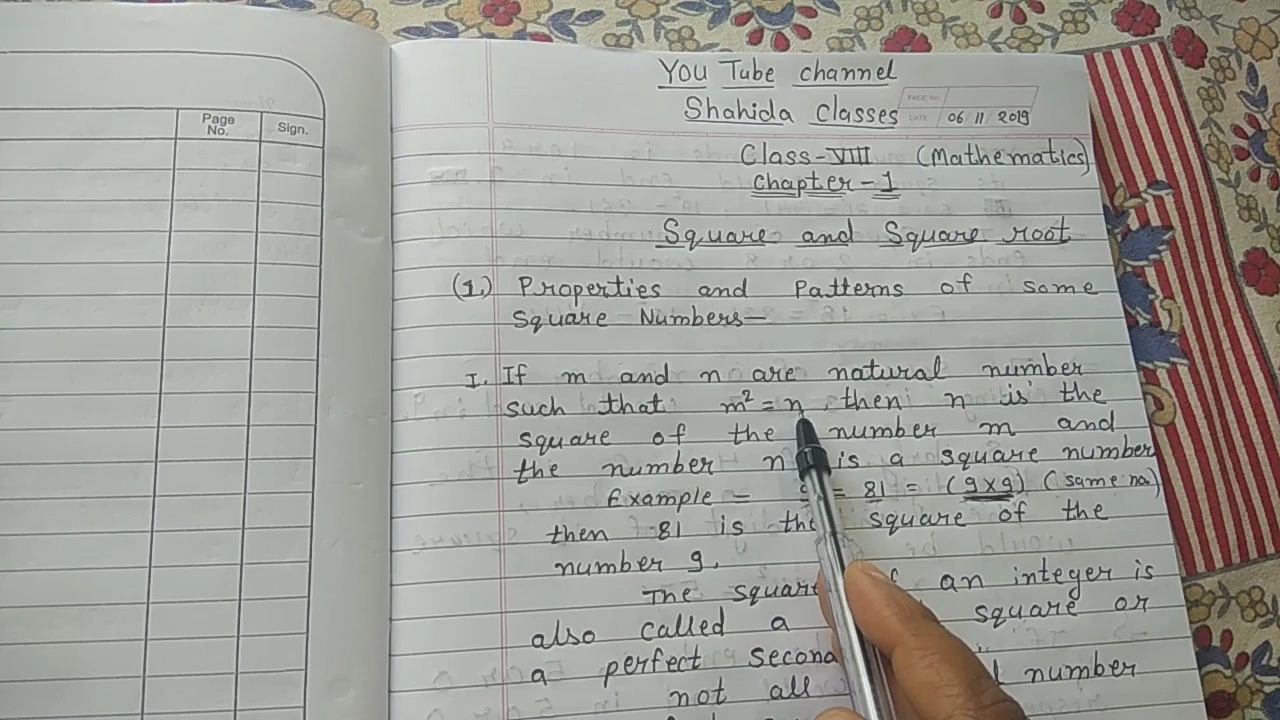 Page No.
Sign.
You Tube channel
Shahida Classes
PAGE No.
DATE 06/11/2019
Class-VIII (Mathematics)
Chapter-1
Square and Square root
(1.) Properties and Patterns of some
Square Numbers—
I. If m and n are natural number
such that m² = n, then n is the
square of the number m and
the number n is a square number
Example = = 81 = (9×9) (same no.)
then 81 is the square of the
number 9.
The square an integer is
also called a square or
a perfect number
not all